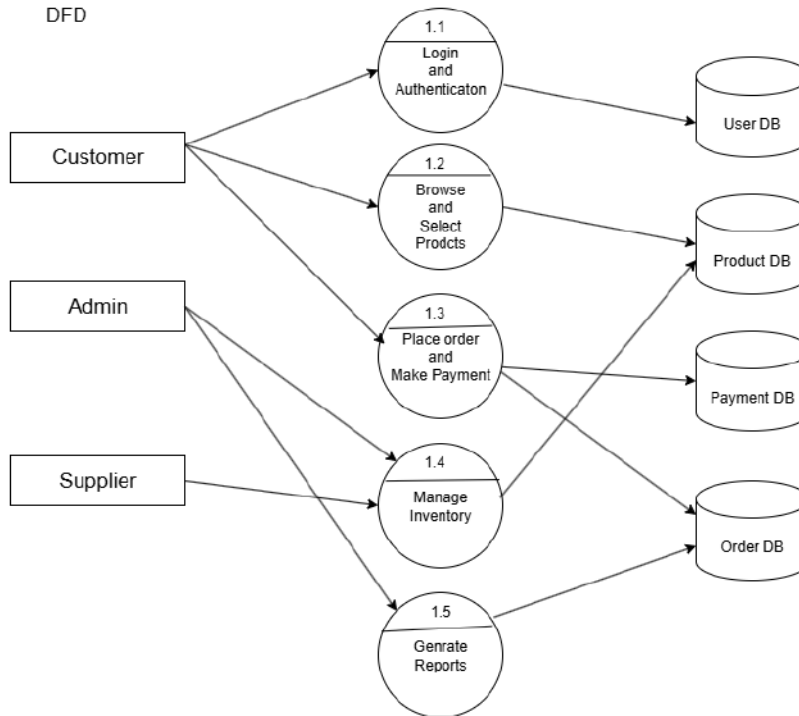 DFD
1.1
Login
and
Authenticaton
User DB
Customer
1.2
Browse
and
Select
Prodcts
Product DB
Admin
1.3
Place order
and
Make Payment
Payment DB
Supplier
1.4
Manage
Inventory
Order DB
1.5
Genrate
Reports